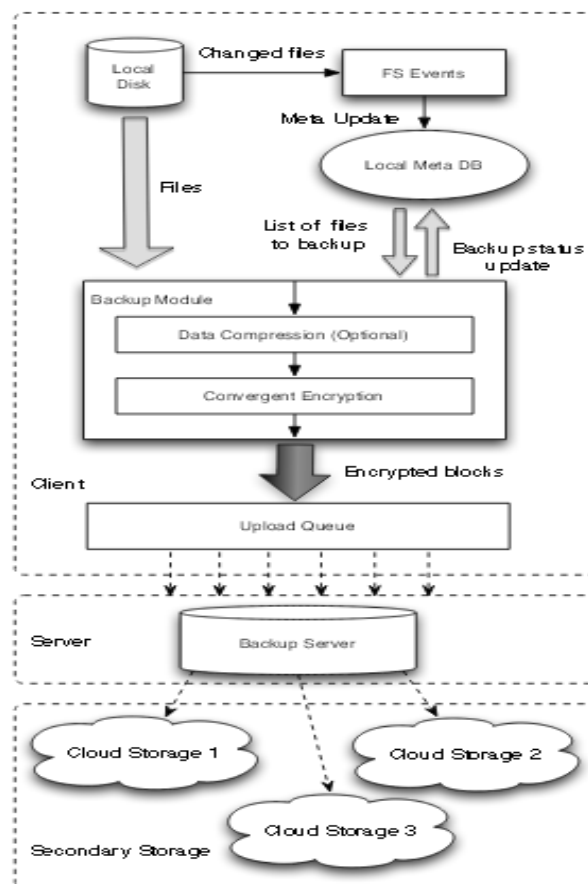 Local
Disk
Changed files
FS Events
Meta Update
Local Meta DB
Files
List of files
to backup
Backup status
update
Backup Module
Data Compression (Optional)
Convergent Encryption
Encrypted blocks
Client
Upload Queue
Server
Backup Server
Cloud Storage 1
Cloud Storage 2
Cloud Storage 3
Secondary Storage